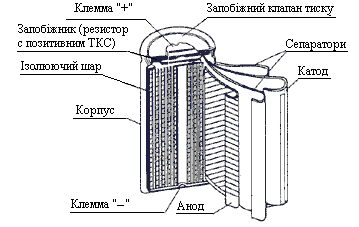 Клемма "+"
Запобіжний клапан тиску
Запобіжник (резистор
с позитивним ТКС)
Сепаратори
Ізолюючий шар
Катод
Корпус
Клемма "–"
Анод